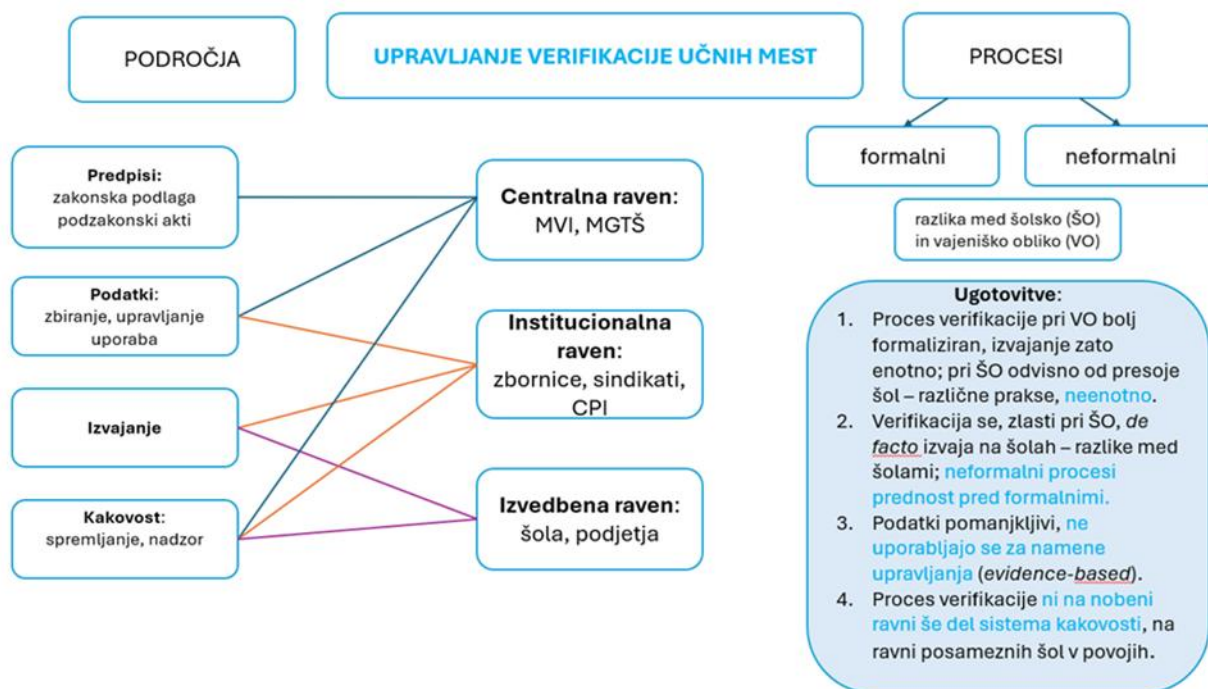 PODROČJA
UPRAVLJANJE VERIFIKACIJE UČNIH MEST
PROCESI
formalni
neformalni
razlika med šolsko (ŠO)
in vajeniško obliko (VO)
Predpisi:
zakonska podlaga
podzakonski akti
Podatki:
zbiranje, upravljanje
uporaba
Izvajanje
Kakovost:
spremljanje, nadzor
Centralna raven:
MVI, MGTŠ
Institucionalna
raven:
zbornice, sindikati,
CPI
Izvedbena raven:
šola, podjetja
Ugotovitve:
1. Proces verifikacije pri VO bolj
formaliziran, izvajanje zato
enotno; pri ŠO odvisno od presoje
šol – različne prakse, neenotno.
2. Verifikacija se, zlasti pri ŠO, de
facto izvaja na šolah – razlike med
šolami; neformalni procesi
prednost pred formalnimi.
3. Podatki pomanjkljivi, ne
uporabljajo se za namene
upravljanja (evidence-based).
4. Proces verifikacije ni na nobeni
ravni še del sistema kakovosti, na
ravni posameznih šol v povojih.